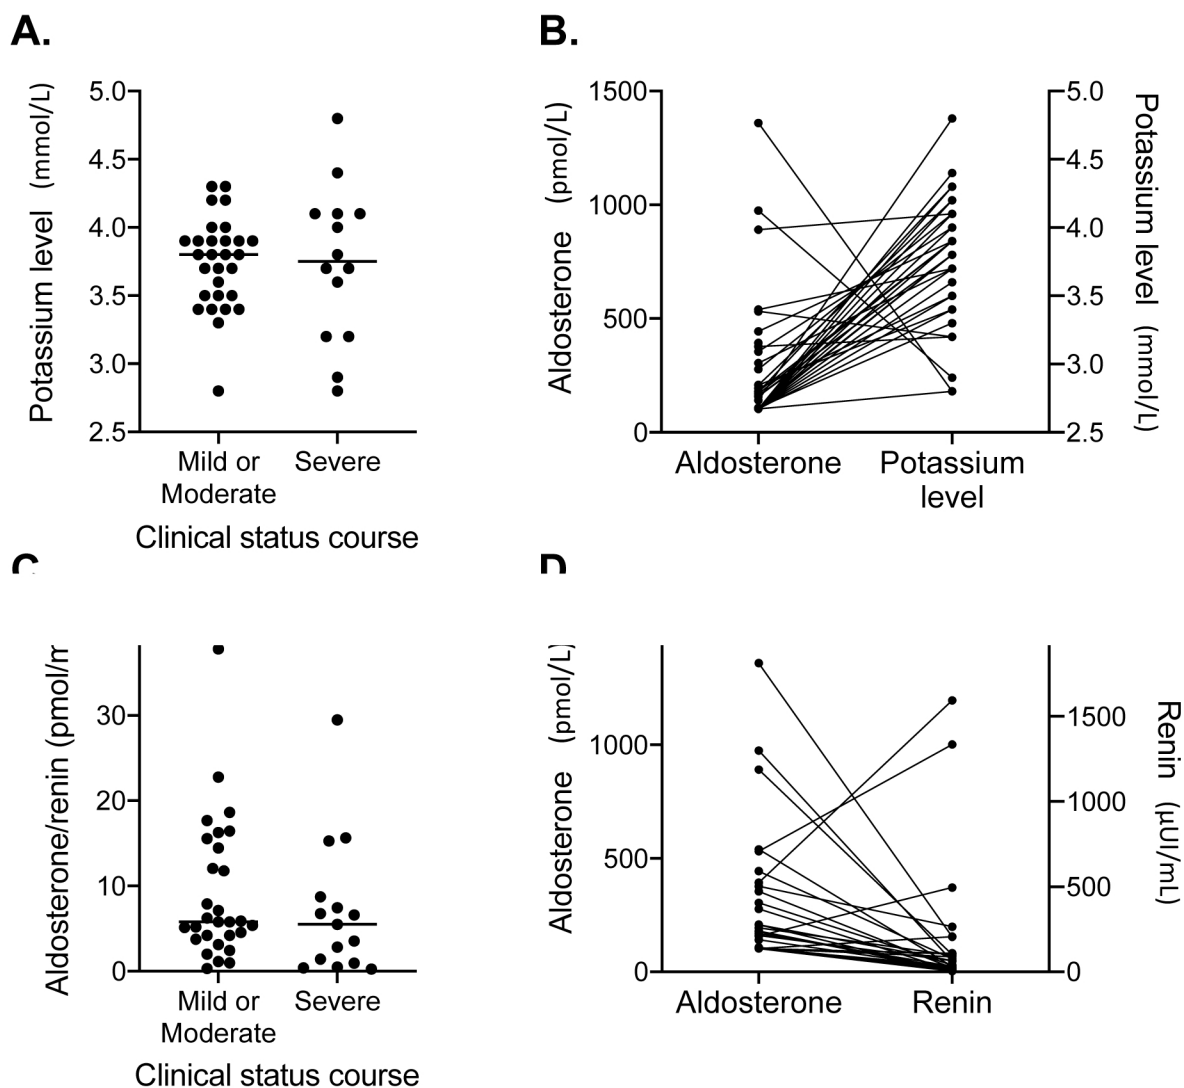 A.
Potassium level (mmol/L)
5.0
4.5
4.0
3.5
3.0
2.5
Mild or
Moderate
Severe
Clinical status course
B.
Aldosterone (pmol/L)
1500
1000
500
0
Aldosterone
Potassium
level
5.0
4.5
4.0
3.5
3.0
2.5
Potassium level (mmol/L)
C.
Aldosterone/renin (pmol/m
30
20
10
0
Mild or
Moderate
Severe
Clinical status course
D.
Aldosterone (pmol/L)
1000
500
0
Aldosterone
Renin
1500
1000
500
0
Renin (μUI/mL)